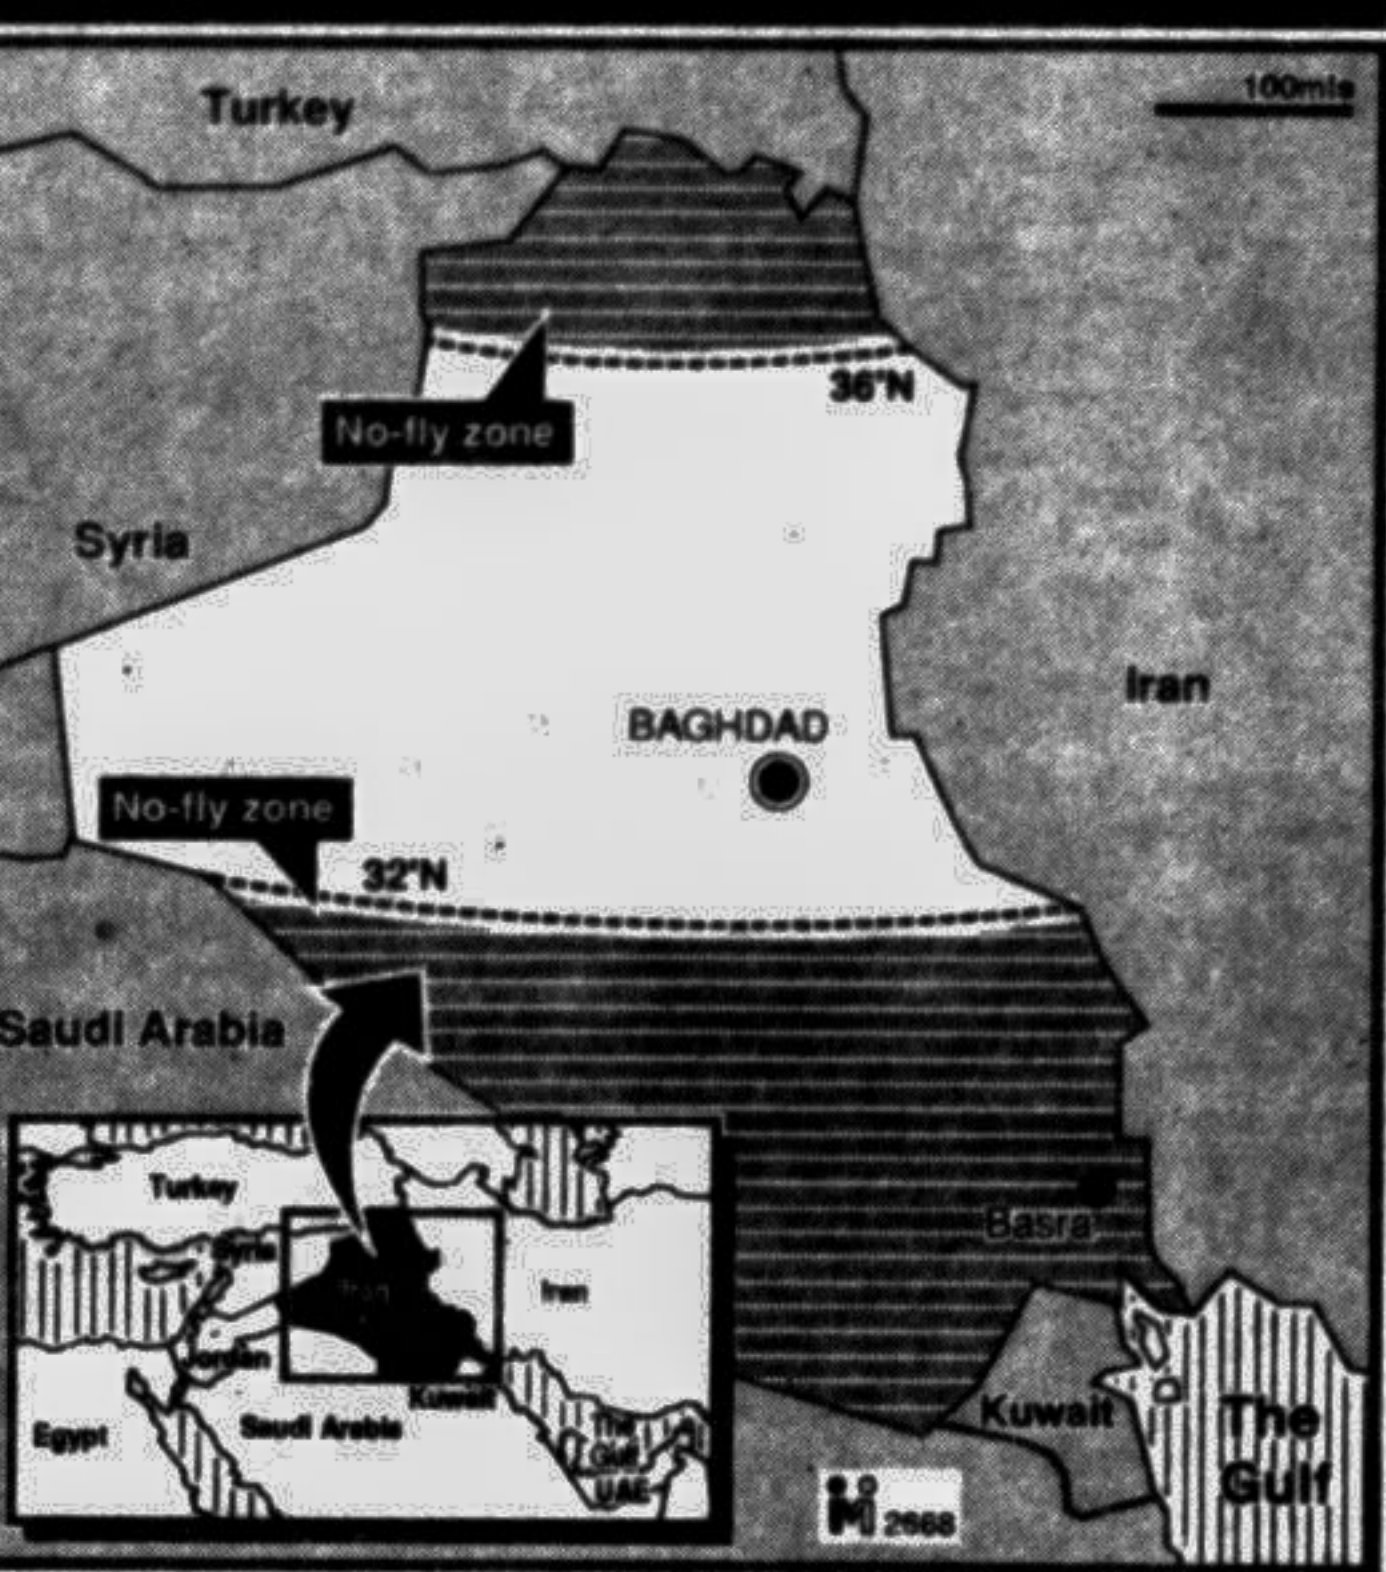 Turkey
100mls
36°N
No-fly zone
Syria
Iran
BAGHDAD
No-fly zone
32°N
Saudi Arabia
Basra
Kuwait
The
Gulf
Turkey
Syria
Iran
Jordan
Kuwait
Saudi Arabia
Egypt
The
Gulf
UAE
2668